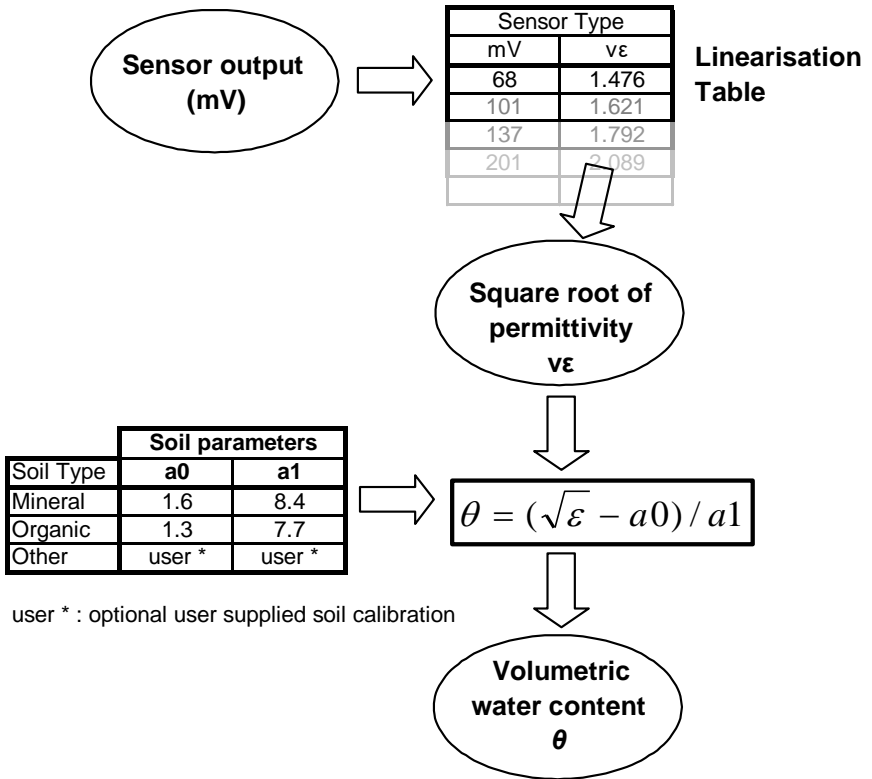 Sensor output
(mV)
Sensor Type
mV vε
68 1.476
101 1.621
137 1.792
201 2.089
Linearisation
Table
Square root of
permittivity
vε
Soil parameters
Soil Type a0 a1
Mineral 1.6 8.4
Organic 1.3 7.7
Other user * user *
user * : optional user supplied soil calibration
θ = (√ε − a0) / a1
Volumetric
water content
θ